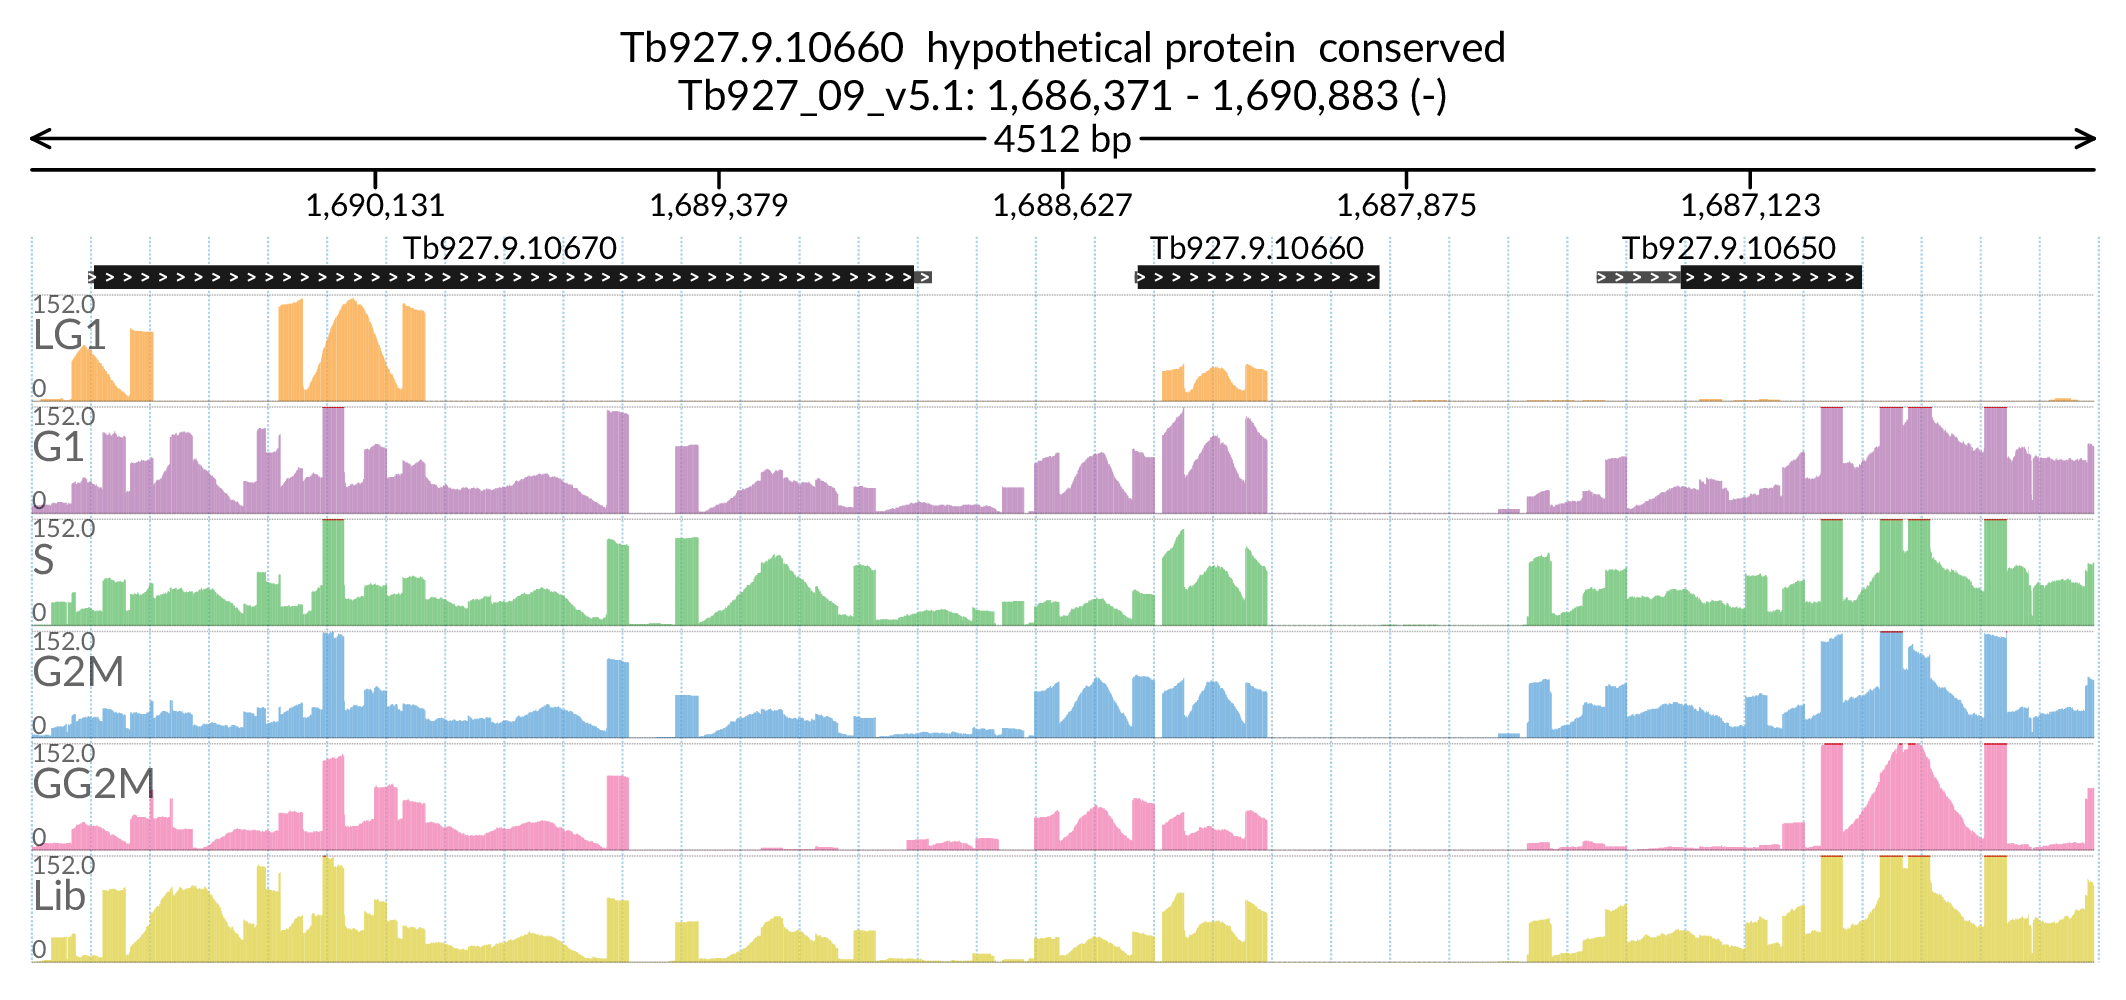 Tb927.9.10660  hypothetical protein  conserved
Tb927_09_v5.1: 1,686,371 - 1,690,883 (-)
4512 bp
1,690,131 1,689,379 1,688,627 1,687,875 1,687,123
Tb927.9.10670 Tb927.9.10660 Tb927.9.10650
152.0
LG1
0
152.0
G1
0
152.0
S
0
152.0
G2M
0
152.0
GG2M
0
152.0
Lib
0